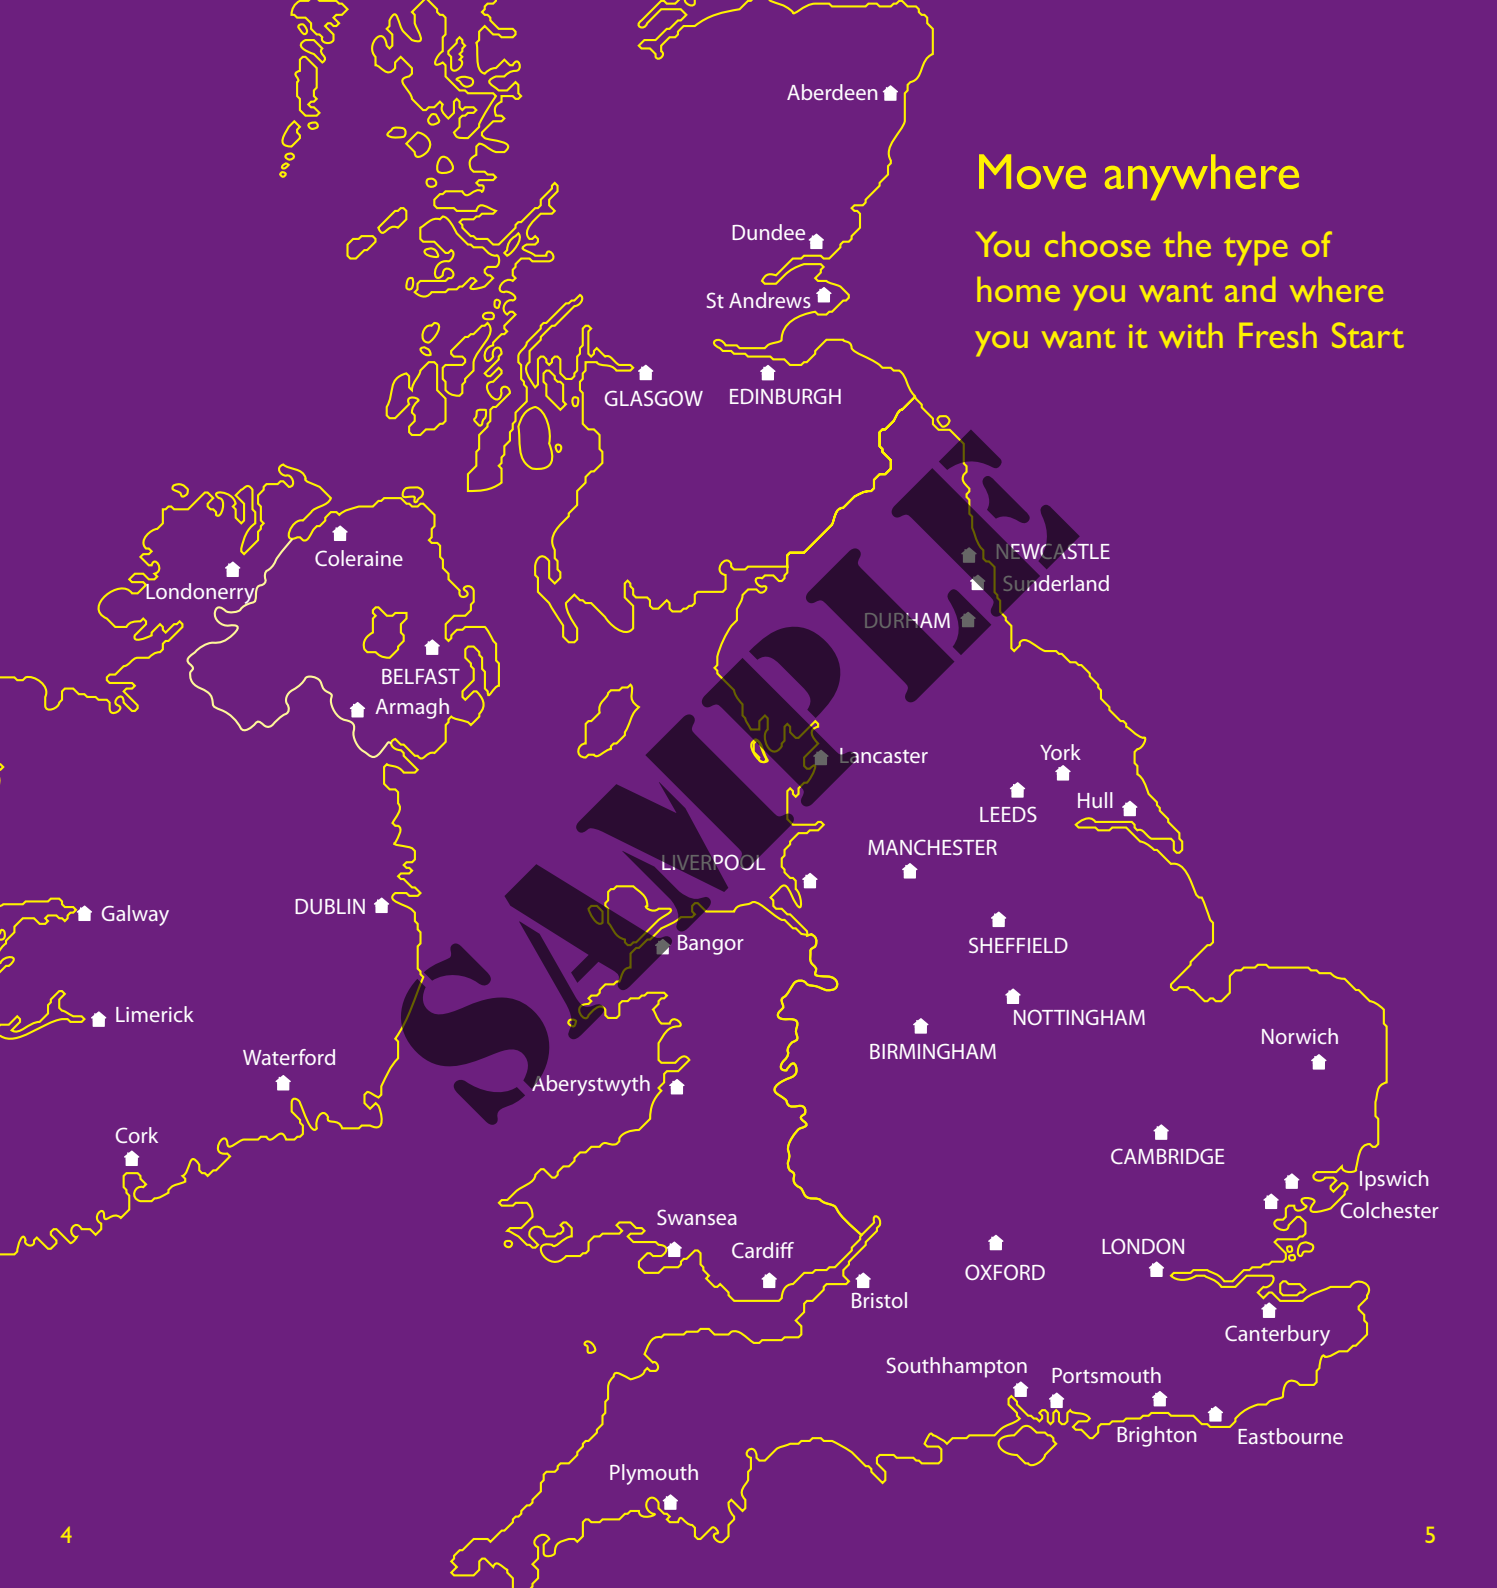 Aberdeen
Move anywhere
Dundee
You choose the type of
home you want and where
you want it with Fresh Start
St Andrews
GLASGOW
EDINBURGH
Coleraine
Londonerry
NEWCASTLE
Sunderland
DURHAM
BELFAST
Armagh
Lancaster
York
LEEDS
Hull
MANCHESTER
LIVERPOOL
DUBLIN
Galway
Bangor
SHEFFIELD
Limerick
NOTTINGHAM
BIRMINGHAM
Norwich
Waterford
Aberystwyth
Cork
CAMBRIDGE
Ipswich
Colchester
Swansea
Cardiff
LONDON
OXFORD
Bristol
Canterbury
Southhampton
Portsmouth
Brighton
Eastbourne
Plymouth
4
5
SAMPLE